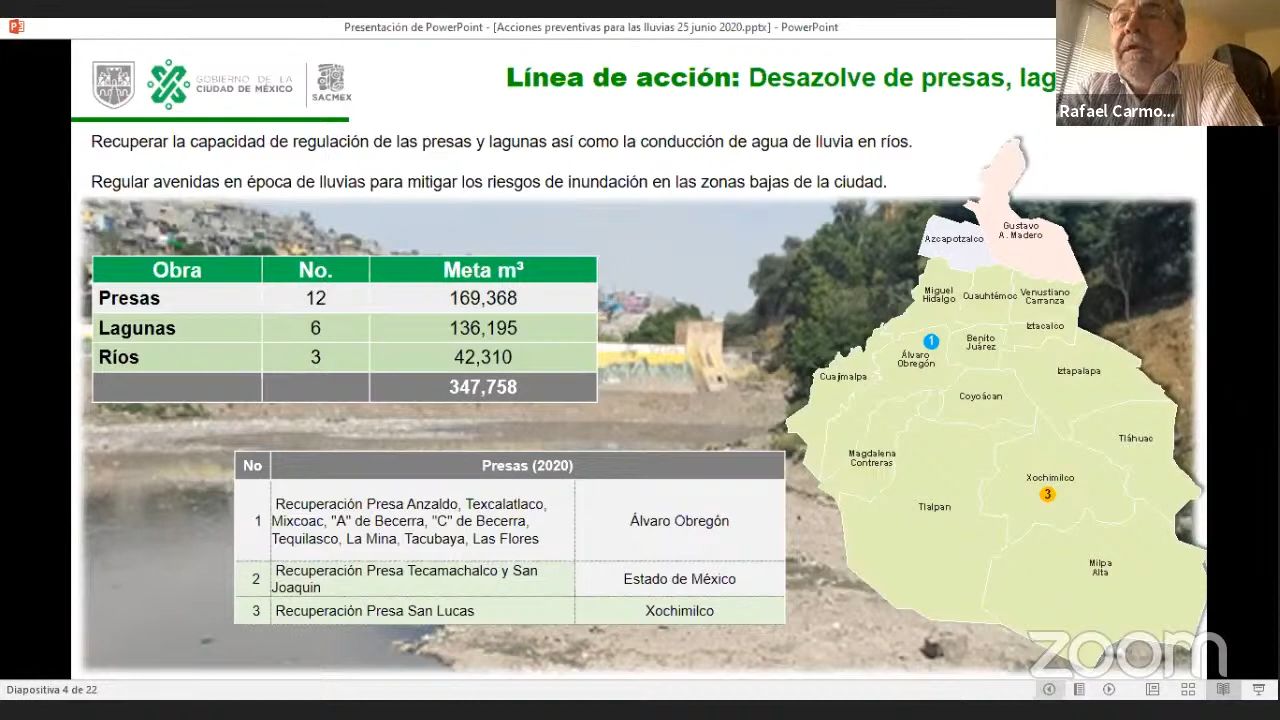 Presentación de PowerPoint - [Acciones preventivas para las lluvias 25 junio 2020.pptx] - PowerPoint
GOBIERNO DE LA
CIUDAD DE MÉXICO
SACMEX
Línea de acción: Desazolve de presas, lag
Rafael Carmo...
Recuperar la capacidad de regulación de las presas y lagunas así como la conducción de agua de lluvia en ríos.
Regular avenidas en época de lluvias para mitigar los riesgos de inundación en las zonas bajas de la ciudad.
Obra No. Meta m³
Presas 12 169,368
Lagunas 6 136,195
Ríos 3 42,310
347,758
No Presas (2020)
1 Recuperación Presa Anzaldo, Texcalatlaco,
Mixcoac, "A" de Becerra, "C" de Becerra,
Tequilasco, La Mina, Tacubaya, Las Flores
Álvaro Obregón
2 Recuperación Presa Tecamachalco y San
Joaquin
Estado de México
3 Recuperación Presa San Lucas Xochimilco
Gustavo
A. Madero
Azcapotzalco
Miguel
Hidalgo
Cuauhtémoc
Venustiano
Carranza
Iztacalco
1
Álvaro
Obregón
Benito
Juárez
Cuajimalpa
Iztapalapa
Coyoácan
Tláhuac
Magdalena
Contreras
Xochimilco
3
Tlalpan
Milpa
Alta
zoom
Diapositiva 4 de 22